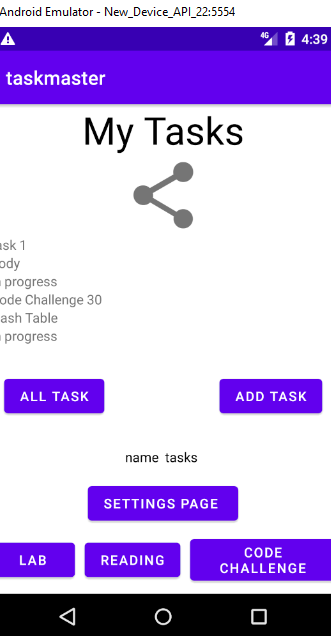 Android Emulator - New_Device_API_22:5554
4G
4:39
taskmaster
My Tasks
ask 1
ody
progress
ode Challenge 30
ash Table
progress
ALL TASK
ADD TASK
name tasks
SETTINGS PAGE
LAB
READING
CODE
CHALLENGE